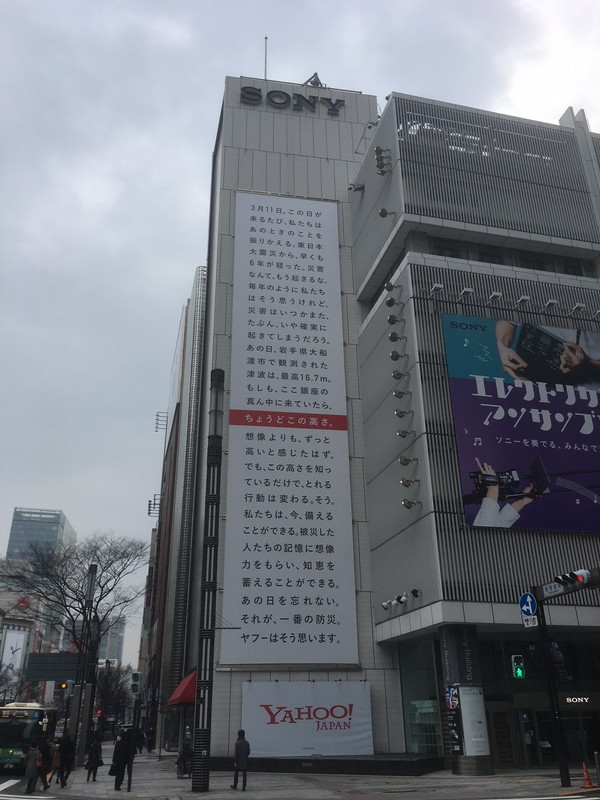 SONY
3月11日。この日が
来るたび、私たちは
あのときのことを
振りかえる。東日本
大震災から、早くも
6年が経った。災害
なんて、もう起きるな。
毎年のように私たち
はそう思うけれど、
災害はいつかまた、
たぶん、いや確実に
起きてしまうだろう。
あの日、岩手県大船
渡市で観測された
津波は、最高16.7m。
もしも、ここ銀座の
真ん中に来ていたら、
ちょうどこの高さ。
想像よりも、ずっと
高いと感じたはず。
でも、この高さを知っ
ているだけで、とれる
行動は変わる。そう。
私たちは、今、備える
ことができる。被災した
人たちの記憶に想像
力をもらい、知恵を
蓄えることができる。
あの日を忘れない。
それが、一番の防災。
ヤフーはそう思います。
YAHOO!
JAPAN
SONY
エレクトリック
アンサンブ
ソニーを奏でる、みんなで
SONY